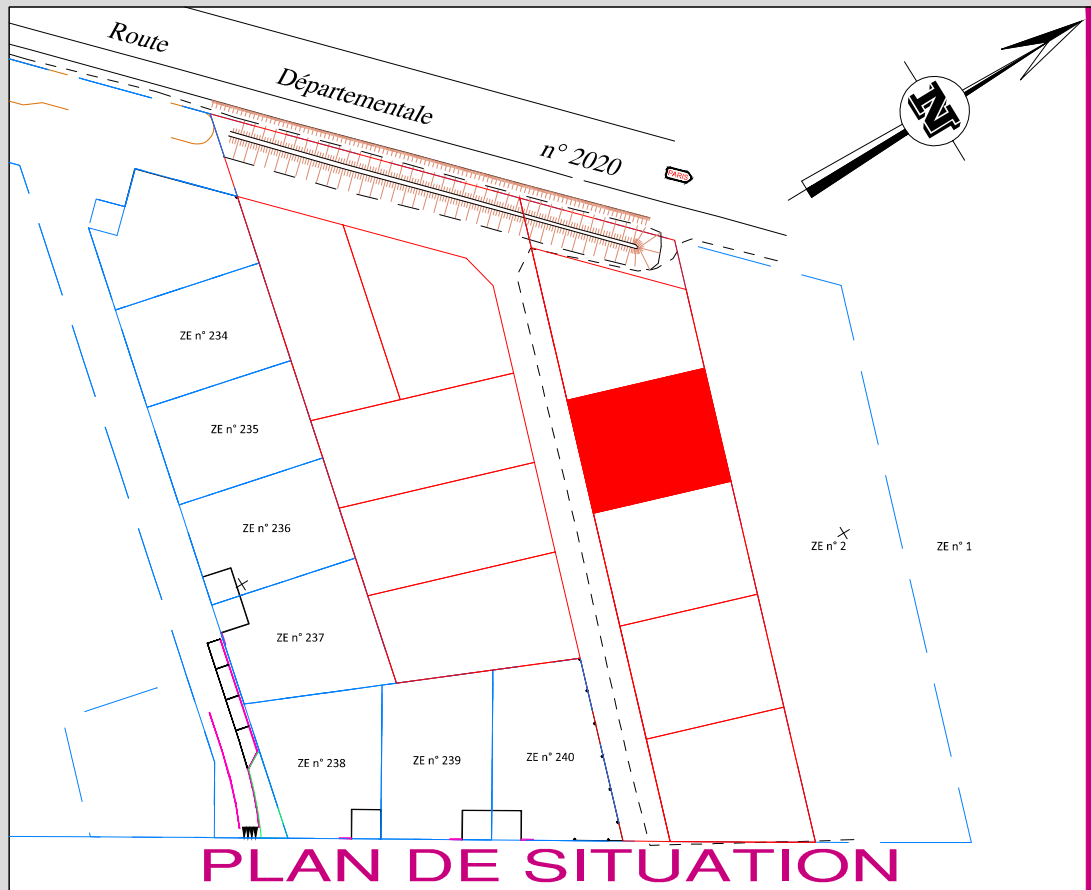 Route
Départementale
n° 2020
PARIS
N
ZE n° 234
ZE n° 235
ZE n° 236
ZE n° 2
ZE n° 1
ZE n° 237
ZE n° 238
ZE n° 239
ZE n° 240
PLAN DE SITUATION